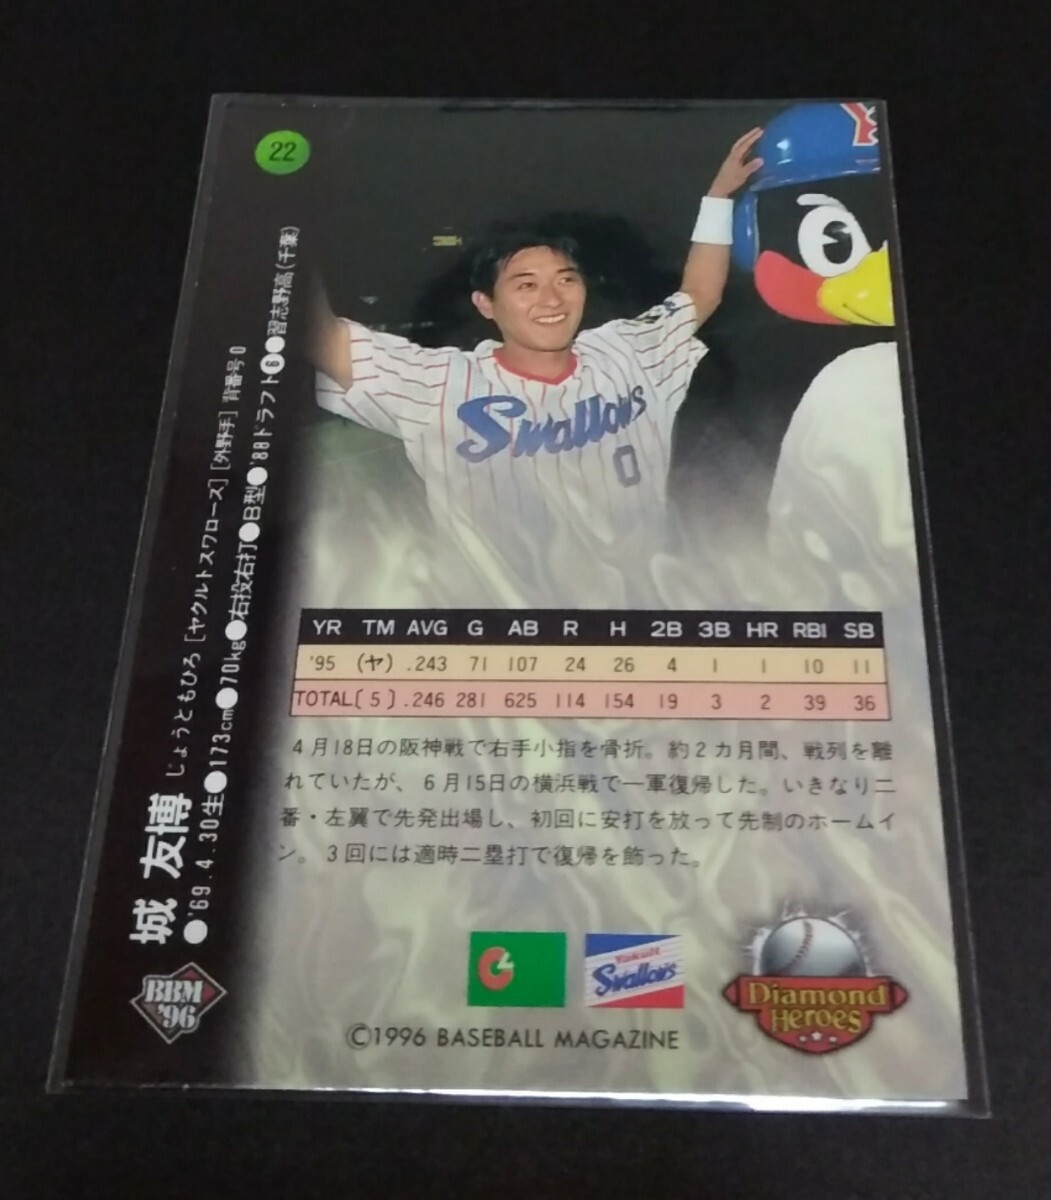 22
城 友博 じょうともひろ [ヤクルトスワローズ] [外野手] 背番号 0
●'69.4.30生●173cm●70kg●右投右打●B型●'88ドラフト❻●習志野高(千葉)
Swallows
0
YR TM AVG G AB R H 2B 3B HR RBI SB
'95 (ヤ) .243 71 107 24 26 4 1 1 10 11
TOTAL(5) .246 281 625 114 154 19 3 2 39 36
4月18日の阪神戦で右手小指を骨折。約2カ月間、戦列を離
れていたが、6月15日の横浜戦で一軍復帰した。いきなり二
番・左翼で先発出場し、初回に安打を放って先制のホームイ
ン。3回には適時二塁打で復帰を飾った。
BBM
'96
Yakult
Swallows
Diamond
Heroes
©1996 BASEBALL MAGAZINE